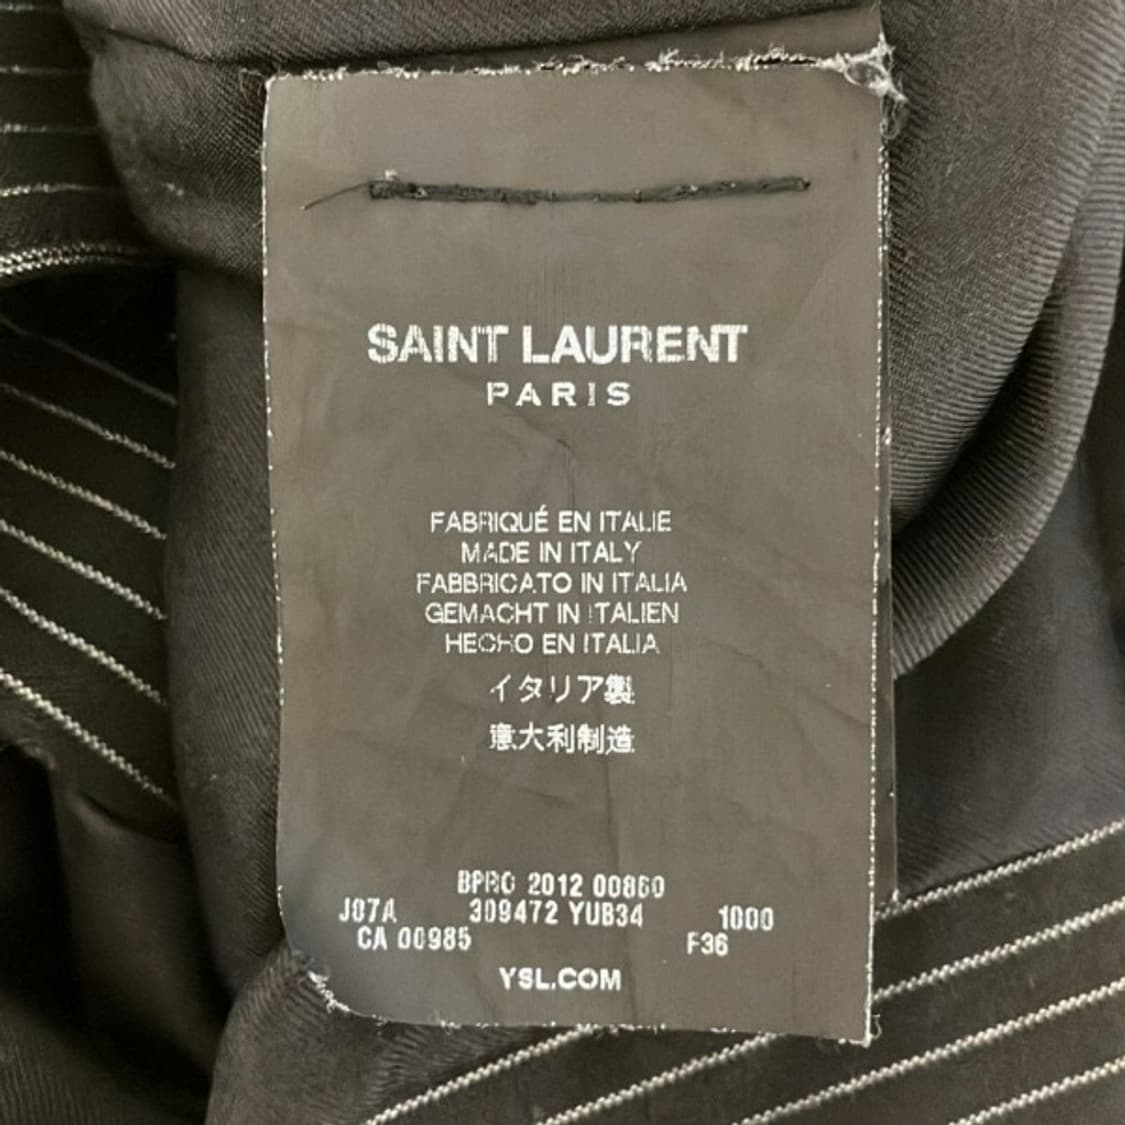 SAINT LAURENT
PARIS
FABRIQUÉ EN ITALIE
MADE IN ITALY
FABBRICATO IN ITALIA
GEMACHT IN ITALIEN
HECHO EN ITALIA
イタリア製
意大利制造
BPRO 2012 00860
J07A 309472 YUB34 1000
CA 00985 F36
YSL.COM